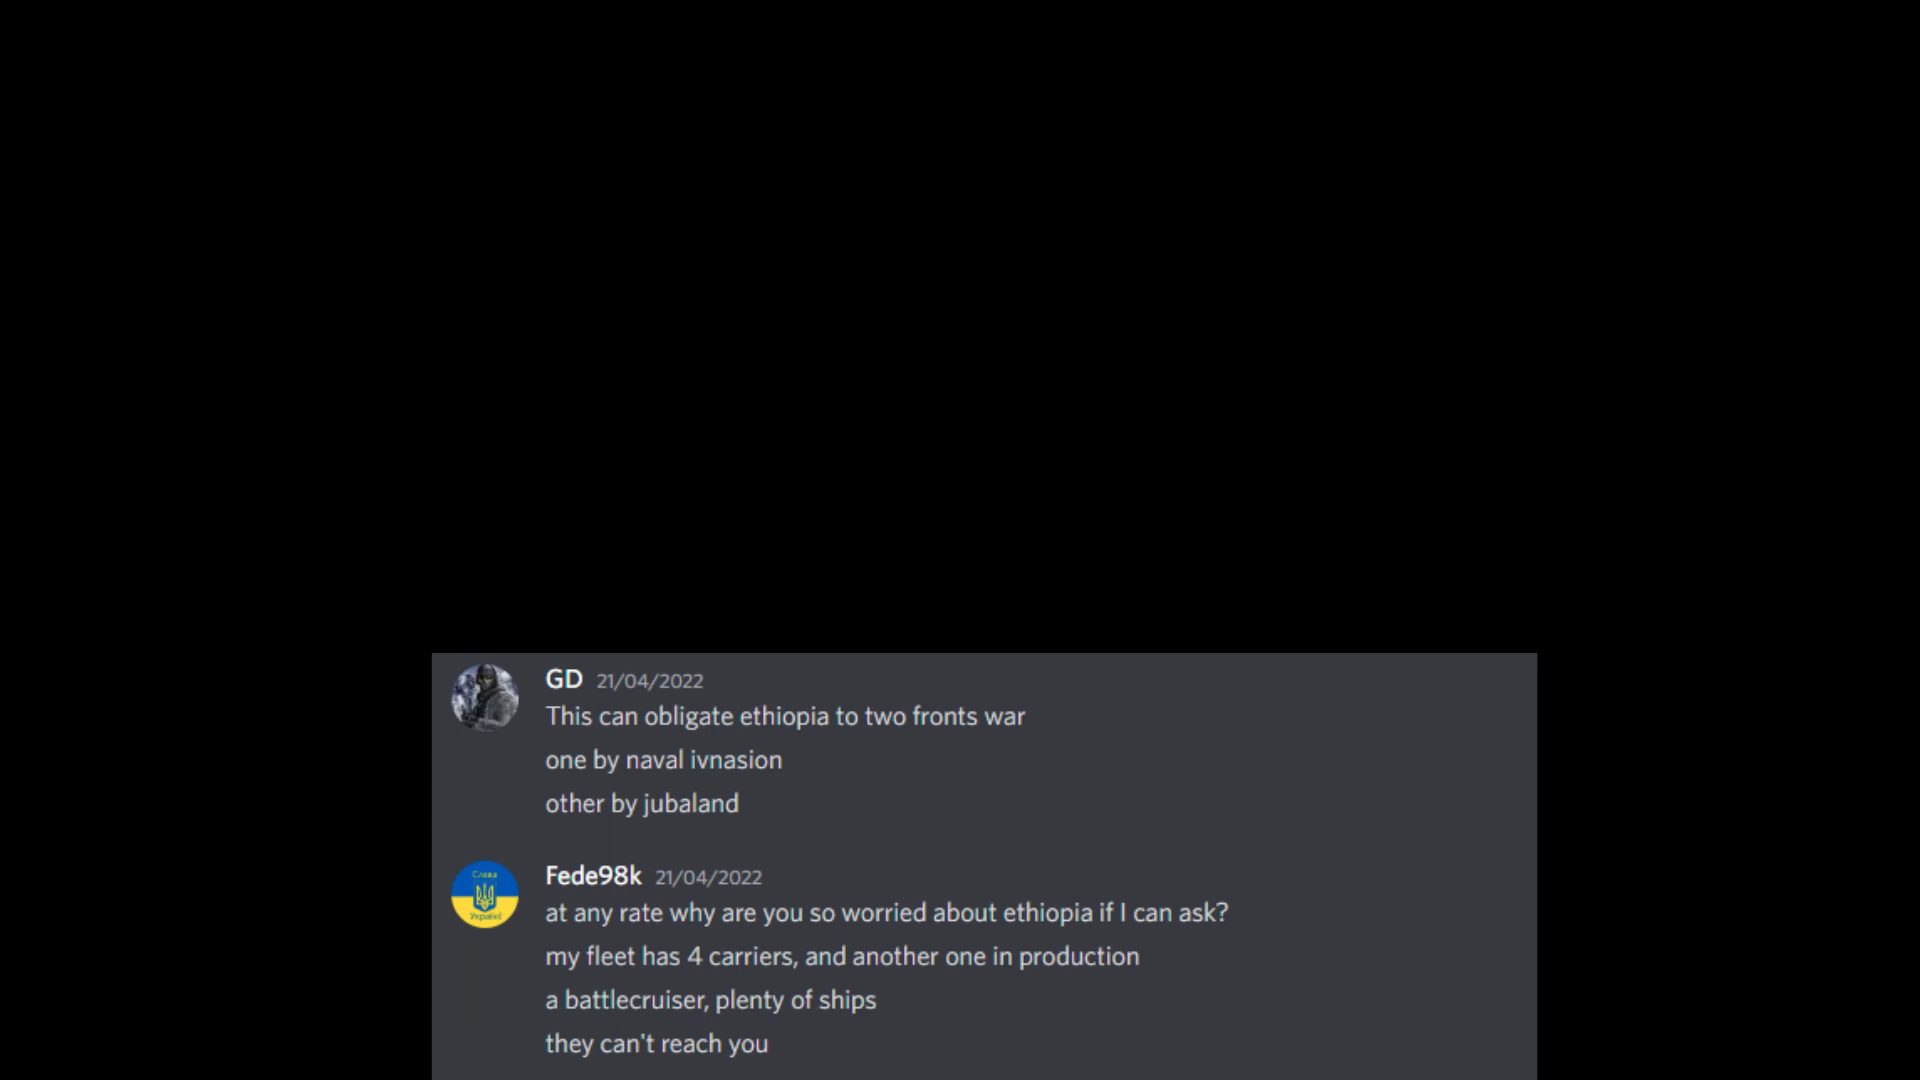 GD 21/04/2022
This can obligate ethiopia to two fronts war
one by naval ivnasion
other by jubaland
Fede98k 21/04/2022
Слава
Україні!
at any rate why are you so worried about ethiopia if I can ask?
my fleet has 4 carriers, and another one in production
a battlecruiser, plenty of ships
they can't reach you